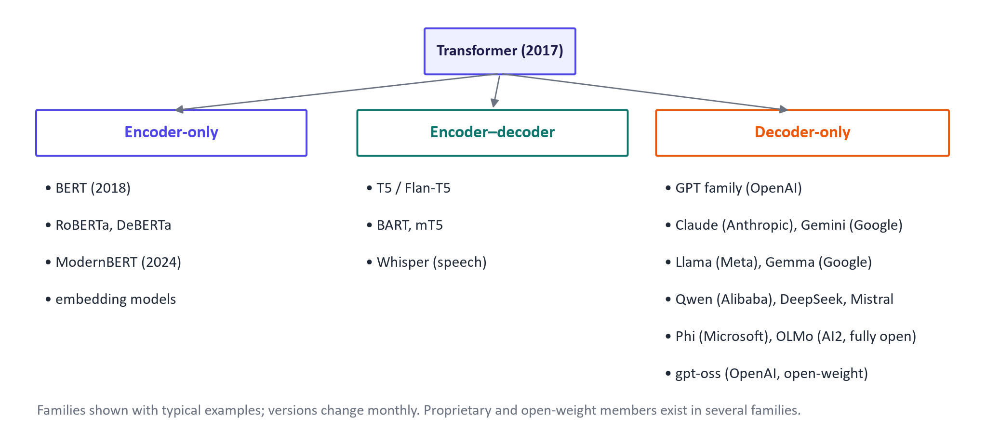 Transformer (2017)
Encoder-only
• BERT (2018)
• RoBERTa, DeBERTa
• ModernBERT (2024)
• embedding models
Encoder–decoder
• T5 / Flan-T5
• BART, mT5
• Whisper (speech)
Decoder-only
• GPT family (OpenAI)
• Claude (Anthropic), Gemini (Google)
• Llama (Meta), Gemma (Google)
• Qwen (Alibaba), DeepSeek, Mistral
• Phi (Microsoft), OLMo (AI2, fully open)
• gpt-oss (OpenAI, open-weight)
Families shown with typical examples; versions change monthly. Proprietary and open-weight members exist in several families.